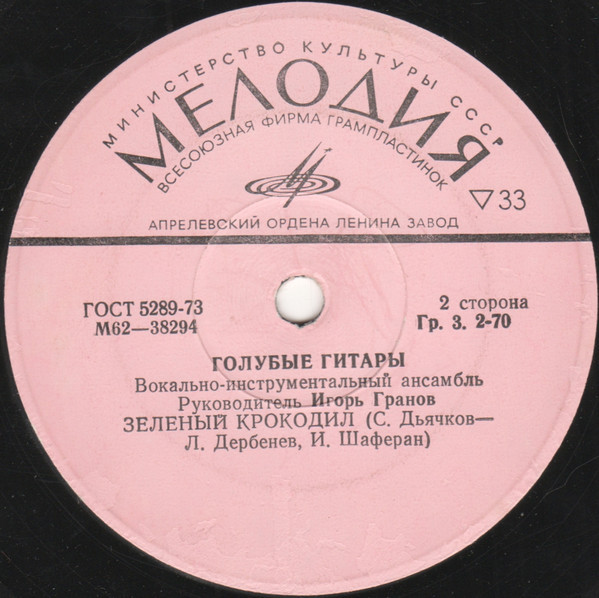 МИНИСТЕРСТВО КУЛЬТУРЫ СССР
МЕЛОДИЯ
ВСЕСОЮЗНАЯ ФИРМА ГРАМПЛАСТИНОК
▽33
АПРЕЛЕВСКИЙ ОРДЕНА ЛЕНИНА ЗАВОД
ГОСТ 5289-73
М62—38294
2 сторона
Гр. 3. 2-70
ГОЛУБЫЕ ГИТАРЫ
Вокально-инструментальный ансамбль
Руководитель Игорь Гранов
ЗЕЛЕНЫЙ КРОКОДИЛ (С. Дьячков—
Л. Дербенев, И. Шаферан)